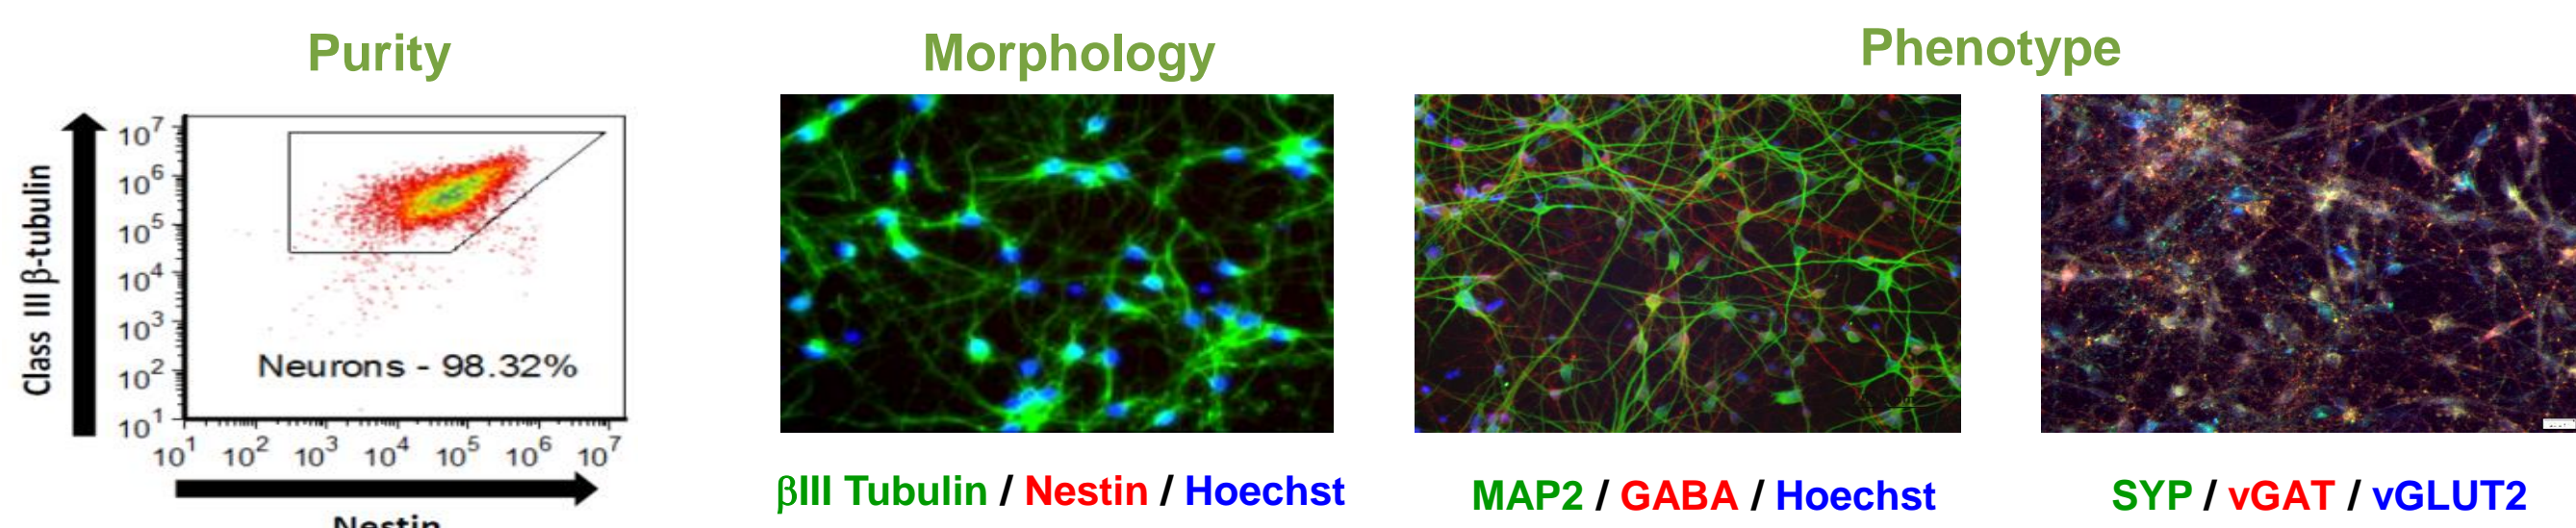 Purity
Morphology
Phenotype
Class III β-tubulin
10^7
10^6
10^5
10^4
10^3
10^2
10^1
Neurons - 98.32%
10^1 10^2 10^3 10^4 10^5 10^6 10^7
Nestin
βIII Tubulin / Nestin / Hoechst
MAP2 / GABA / Hoechst
SYP / vGAT / vGLUT2